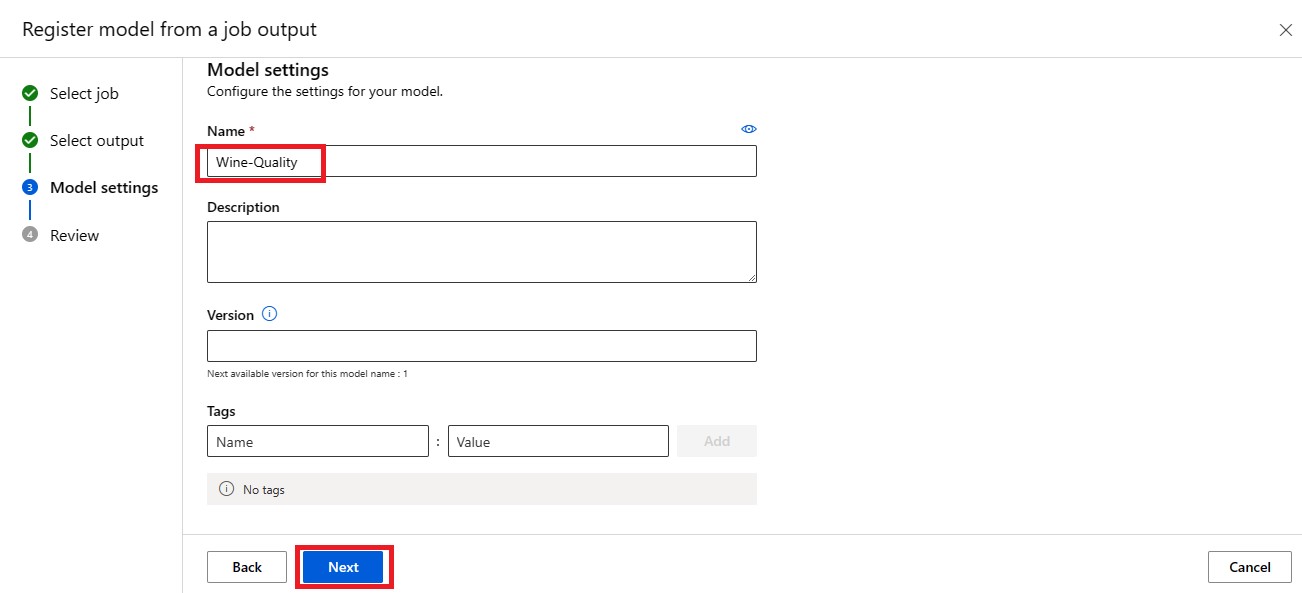 Register model from a job output
Select job
Select output
3 Model settings
4 Review
Model settings
Configure the settings for your model.
Name *
Wine-Quality
Description
Version
Next available version for this model name : 1
Tags
Name : Value Add
No tags
Back Next Cancel